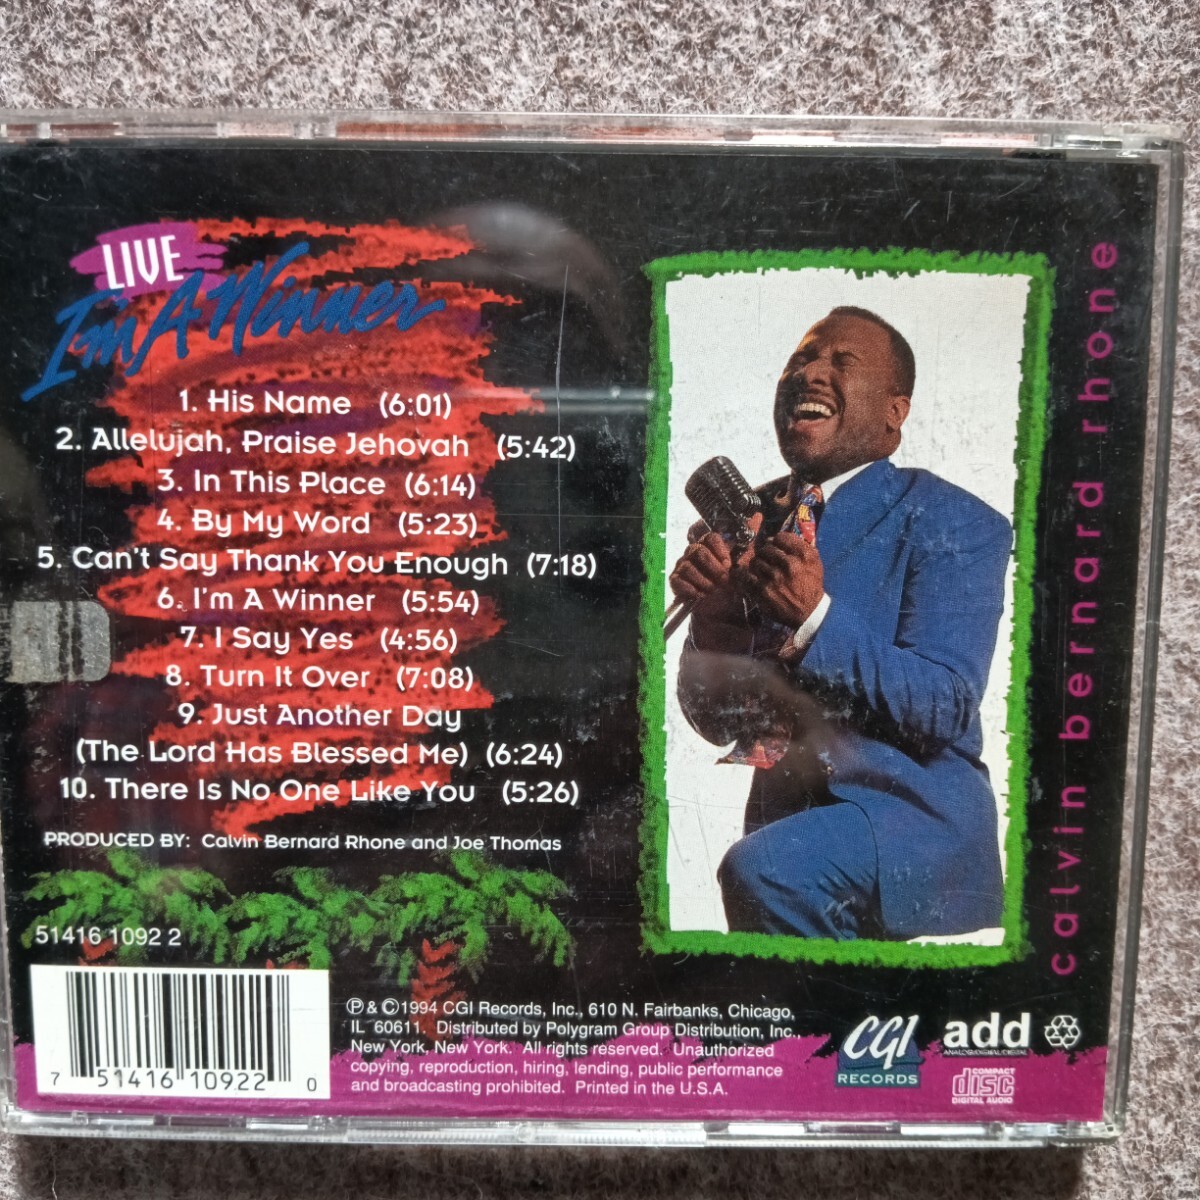 LIVE
I'm A Winner
1. His Name (6:01)
2. Allelujah, Praise Jehovah (5:42)
3. In This Place (6:14)
4. By My Word (5:23)
5. Can't Say Thank You Enough (7:18)
6. I'm A Winner (5:54)
7. I Say Yes (4:56)
8. Turn It Over (7:08)
9. Just Another Day
(The Lord Has Blessed Me) (6:24)
10. There Is No One Like You (5:26)
PRODUCED BY: Calvin Bernard Rhone and Joe Thomas
51416 1092 2
7 51416 10922 0
℗ & © 1994 CGI Records, Inc., 610 N. Fairbanks, Chicago,
IL 60611. Distributed by Polygram Group Distribution, Inc.,
New York, New York. All rights reserved. Unauthorized
copying, reproduction, hiring, lending, public performance
and broadcasting prohibited. Printed in the U.S.A.
CGI
RECORDS
add
ANALOG/DIGITAL/DIGITAL
COMPACT
disc
DIGITAL AUDIO
calvin bernard rhone